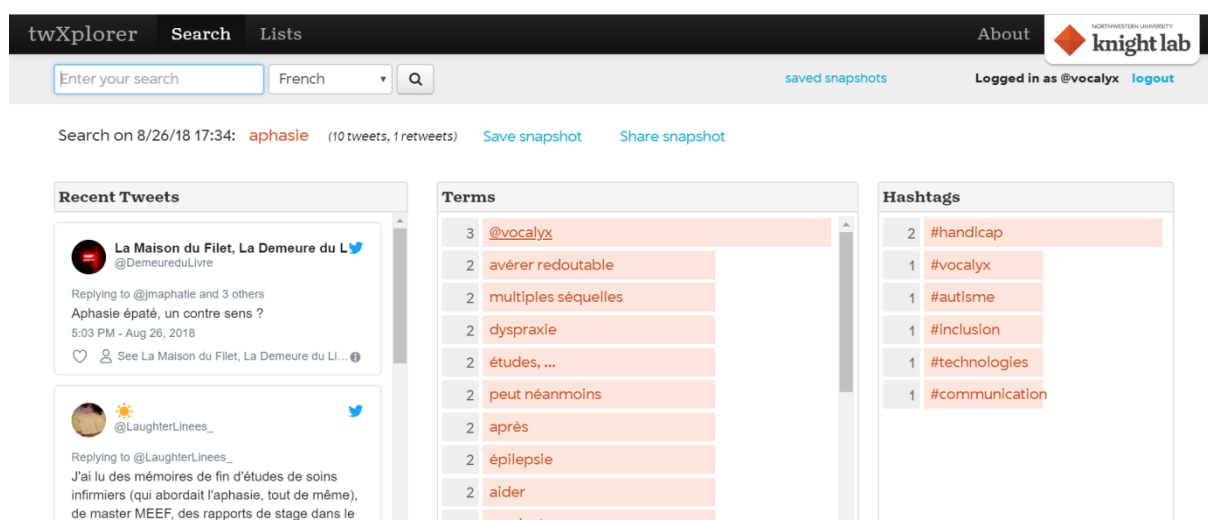 twXplorer Search Lists About
NORTHWESTERN UNIVERSITY
knight lab
Enter your search French saved snapshots Logged in as @vocalyx logout
Search on 8/26/18 17:34: aphasie (10 tweets, 1 retweets) Save snapshot Share snapshot
Recent Tweets
La Maison du Filet, La Demeure du L
@DemeureduLivre
Replying to @jmaphatie and 3 others
Aphasie épaté, un contre sens ?
5:03 PM - Aug 26, 2018
See La Maison du Filet, La Demeure du Li...
@LaughterLinees_
Replying to @LaughterLinees_
J'ai lu des mémoires de fin d'études de soins
infirmiers (qui abordait l'aphasie, tout de même),
de master MEEF, des rapports de stage dans le
Terms
3 @vocalyx
2 avérer redoutable
2 multiples séquelles
2 dyspraxie
2 études, ...
2 peut néanmoins
2 après
2 épilepsie
2 aider
Hashtags
2 #handicap
1 #vocalyx
1 #autisme
1 #inclusion
1 #technologies
1 #communication